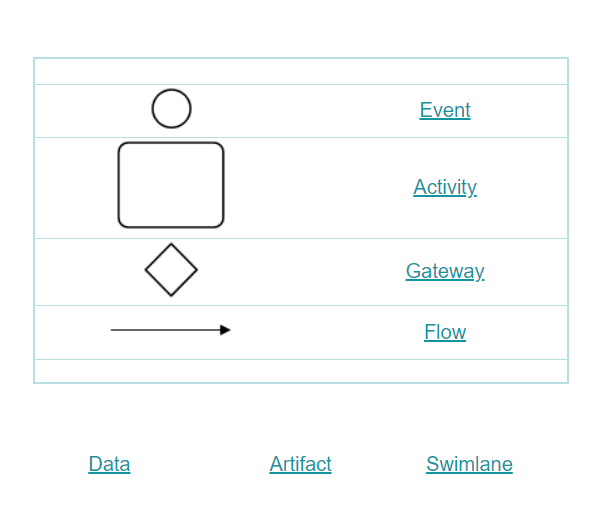 Event
Activity
Gateway
Flow
Data Artifact Swimlane